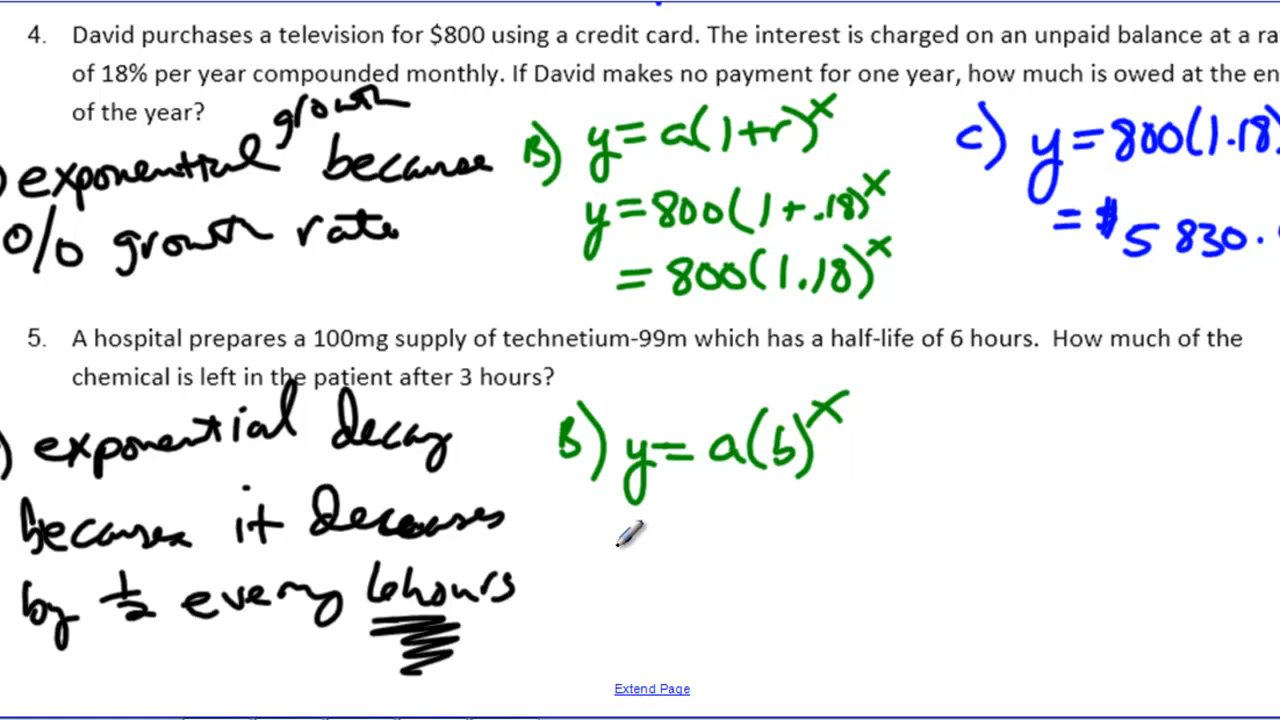 4. David purchases a television for $800 using a credit card. The interest is charged on an unpaid balance at a ra
of 18% per year compounded monthly. If David makes no payment for one year, how much is owed at the en
of the year?
) exponential growth because
% growth rate
B) y = a(1+r)^x
y = 800(1 + .18)^x
= 800(1.18)^x
C) y = 800(1.18)
= $5830.
5. A hospital prepares a 100mg supply of technetium-99m which has a half-life of 6 hours. How much of the
chemical is left in the patient after 3 hours?
) exponential decay
because it decreases
by 1/2 every 6 hours
B) y = a(b)^x
Extend Page